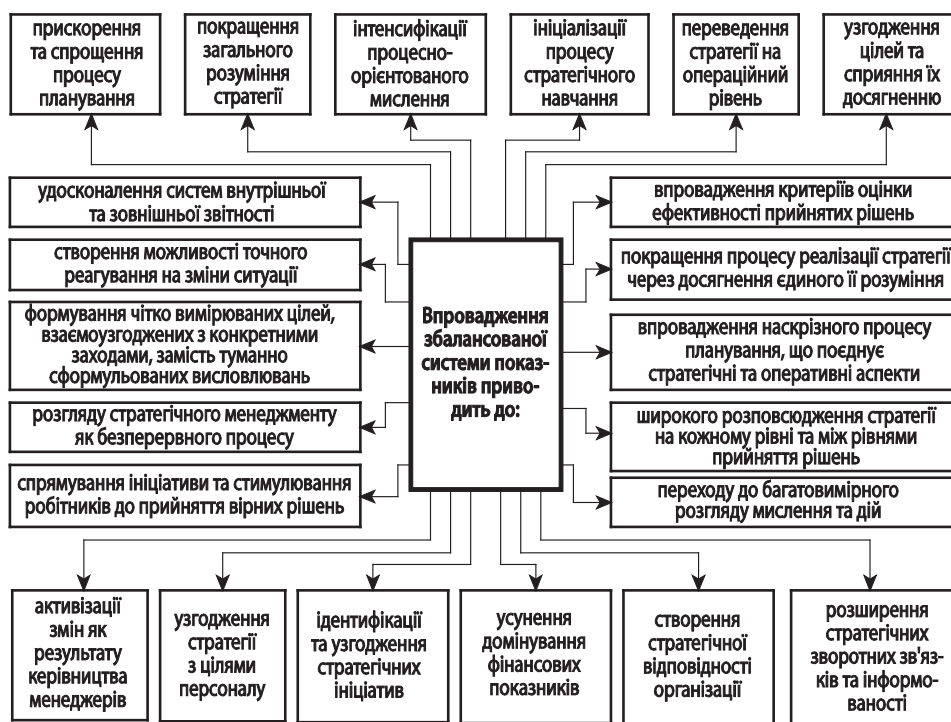 прискорення
та спрощення
процесу
планування
покращення
загального
розуміння
стратегії
інтенсифікації
процесно-
орієнтованого
мислення
ініціалізації
процесу
стратегічного
навчання
переведення
стратегії на
операційний
рівень
узгодження
цілей та
сприяння їх
досягненню
удосконалення систем внутрішньої
та зовнішньої звітності
створення можливості точного
реагування на зміни ситуації
формування чітко вимірюваних цілей,
взаємоузгоджених з конкретними
заходами, замість туманно
сформульованих висловлювань
розгляду стратегічного менеджменту
як безперервного процесу
спрямування ініціативи та стимулювання
робітників до прийняття вірних рішень
Впровадження
збалансованої
системи показ-
ників приво-
дить до:
впровадження критеріїв оцінки
ефективності прийнятих рішень
покращення процесу реалізації стратегії
через досягнення єдиного її розуміння
впровадження наскрізного процесу
планування, що поєднує
стратегічні та оперативні аспекти
широкого розповсюдження стратегії
на кожному рівні та між рівнями
прийняття рішень
переходу до багатовимірного
розгляду мислення та дій
активізації
змін як
результату
керівництва
менеджерів
узгодження
стратегії
з цілями
персоналу
ідентифікації
та узгодження
стратегічних
ініціатив
усунення
домінування
фінансових
показників
створення
стратегічної
відповідності
організації
розширення
стратегічних
зворотних зв'яз-
ків та інформо-
ваності